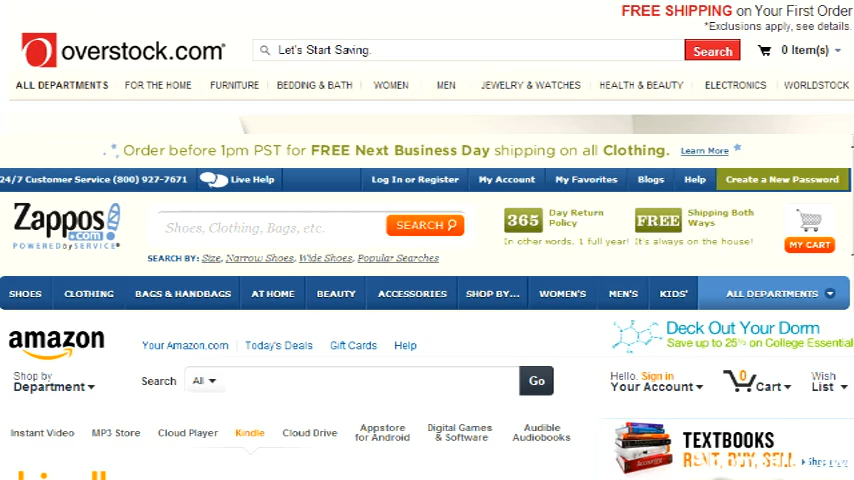 FREE SHIPPING on Your First Order
*Exclusions apply, see details.
overstock.com
Let's Start Saving.
Search
0 Item(s)
ALL DEPARTMENTS FOR THE HOME FURNITURE BEDDING & BATH WOMEN MEN JEWELRY & WATCHES HEALTH & BEAUTY ELECTRONICS WORLDSTOCK
Order before 1pm PST for FREE Next Business Day shipping on all Clothing. Learn More
24/7 Customer Service (800) 927-7671 Live Help Log In or Register My Account My Favorites Blogs Help Create a New Password
Zappos
.com
POWERED by SERVICE
Shoes, Clothing, Bags, etc.
SEARCH
SEARCH BY: Size, Narrow Shoes, Wide Shoes, Popular Searches
365 Day Return Policy
In other words, 1 full year!
FREE Shipping Both Ways
It's always on the house!
MY CART
SHOES CLOTHING BAGS & HANDBAGS AT HOME BEAUTY ACCESSORIES SHOP BY... WOMEN'S MEN'S KIDS' ALL DEPARTMENTS
amazon
Your Amazon.com Today's Deals Gift Cards Help
Deck Out Your Dorm
Save up to 25% on College Essential
Shop by
Department
Search All Go
Hello. Sign in
Your Account
0 Cart
Wish
List
Instant Video MP3 Store Cloud Player Kindle Cloud Drive Appstore for Android Digital Games & Software Audible Audiobooks
TEXTBOOKS
RENT, BUY, SELL